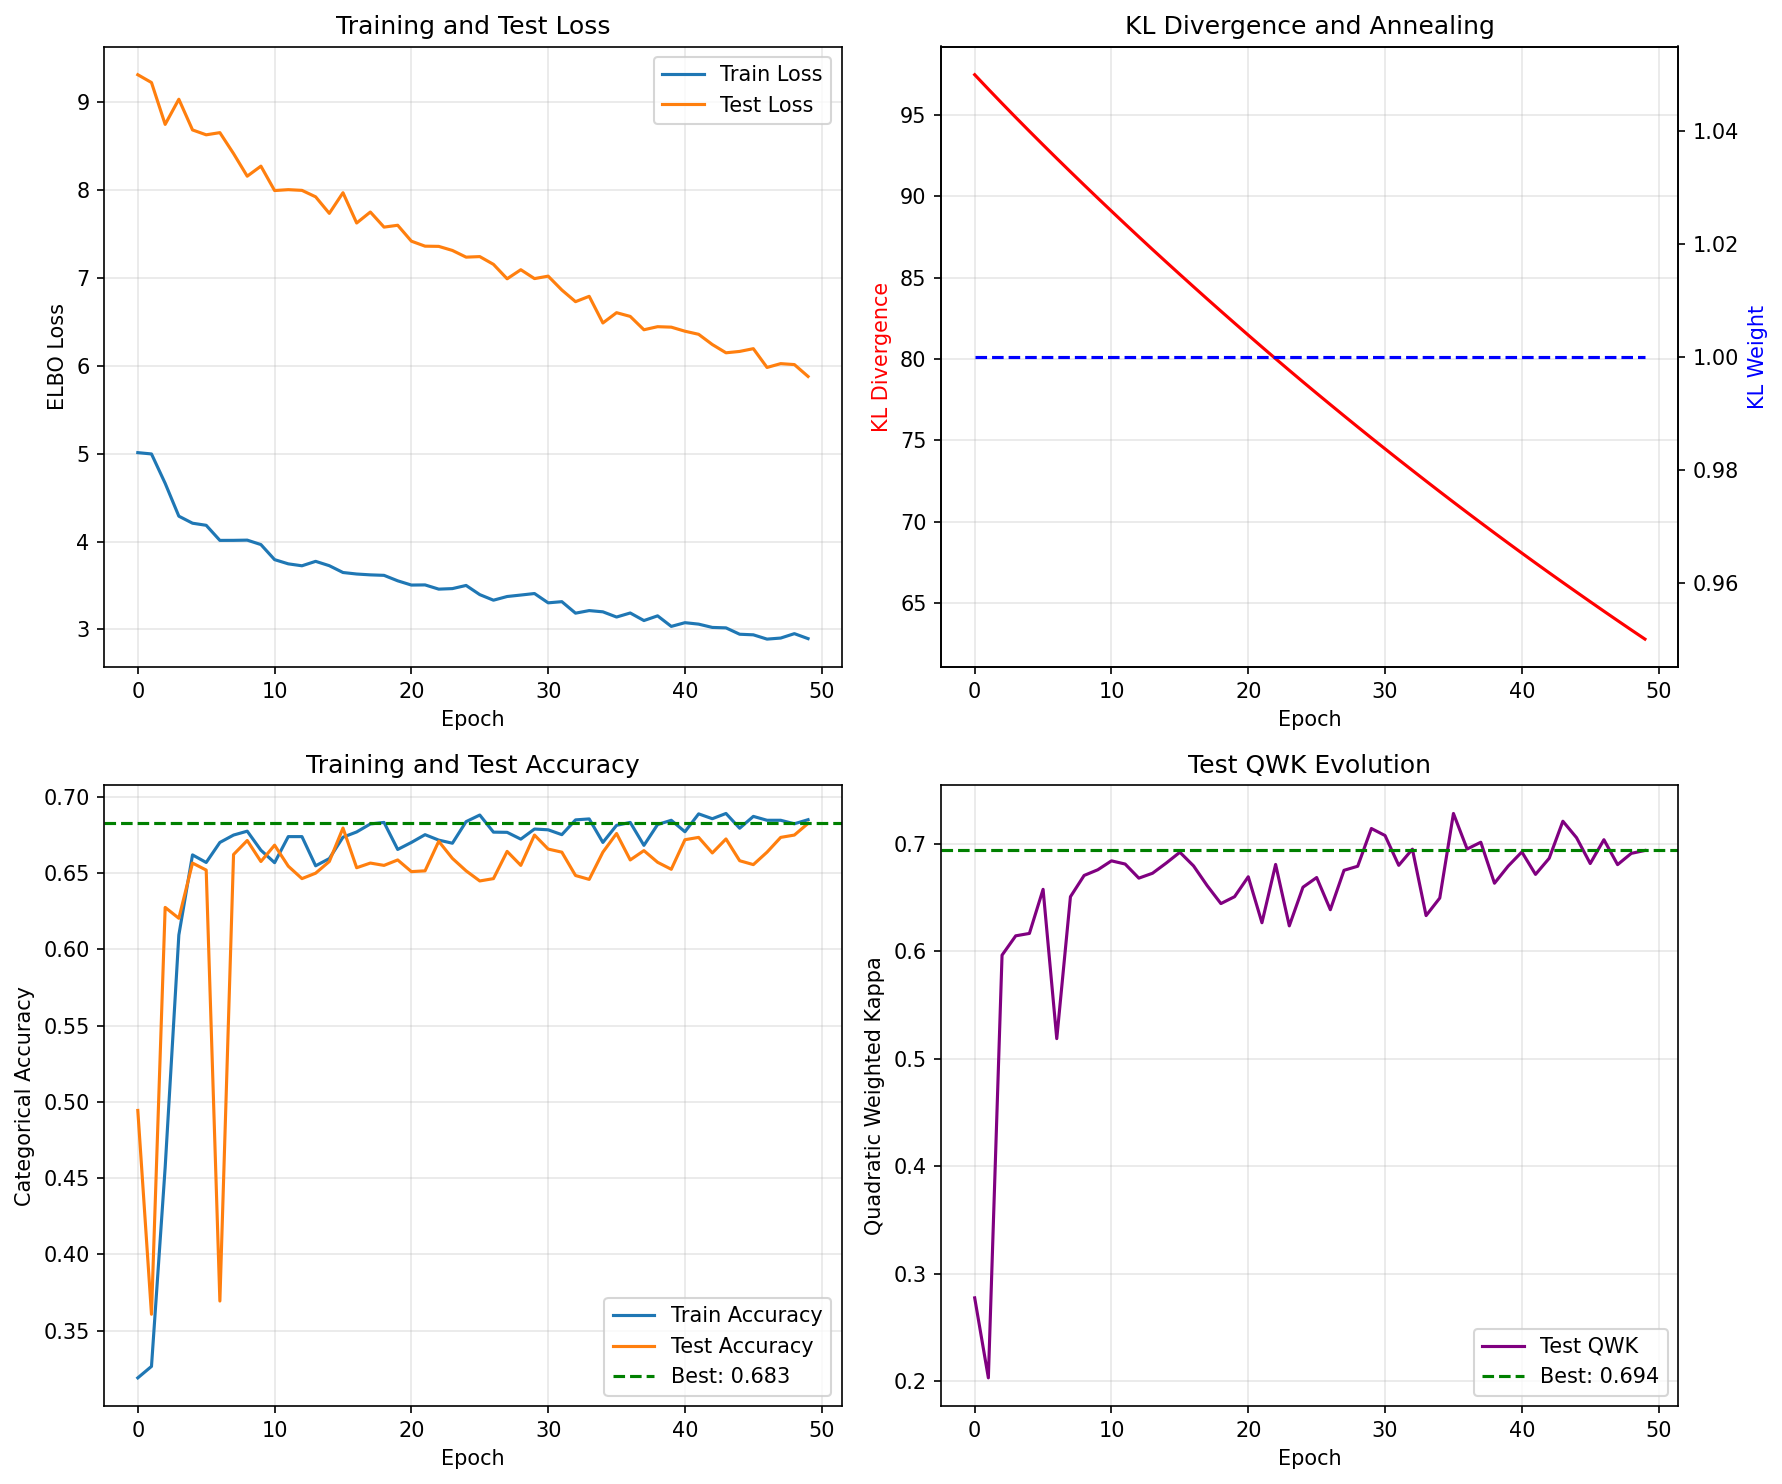 Training and Test Loss
ELBO Loss
9
8
7
6
5
4
3
0
10
20
30
40
50
Epoch
Train Loss
Test Loss
KL Divergence and Annealing
KL Divergence
95
90
85
80
75
70
65
1.04
1.02
1.00
0.98
0.96
KL Weight
0
10
20
30
40
50
Epoch
Training and Test Accuracy
Categorical Accuracy
0.70
0.65
0.60
0.55
0.50
0.45
0.40
0.35
0
10
20
30
40
50
Epoch
Train Accuracy
Test Accuracy
Best: 0.683
Test QWK Evolution
Quadratic Weighted Kappa
0.7
0.6
0.5
0.4
0.3
0.2
0
10
20
30
40
50
Epoch
Test QWK
Best: 0.694